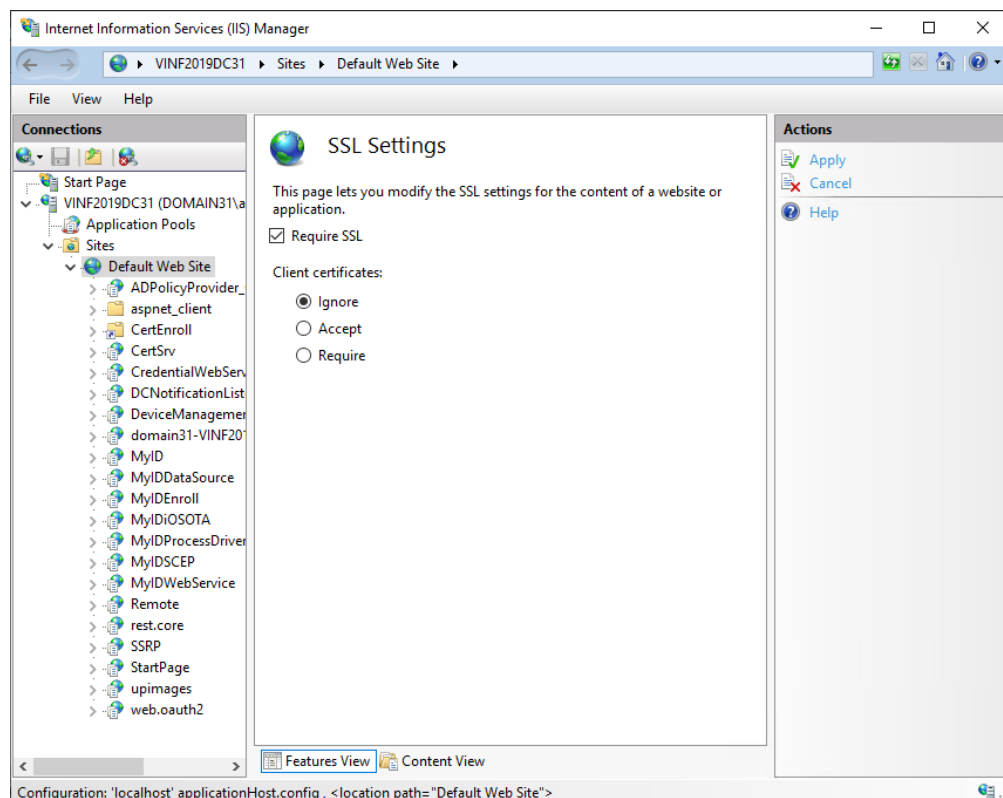 Internet Information Services (IIS) Manager
VINF2019DC31 Sites Default Web Site
File View Help
Connections
Start Page
VINF2019DC31 (DOMAIN31\a
Application Pools
Sites
Default Web Site
ADPolicyProvider_
aspnet_client
CertEnroll
CertSrv
CredentialWebServ
DCNotificationList
DeviceManagemer
domain31-VINF201
MyID
MyIDDataSource
MyIDEnroll
MyIDiOSOTA
MyIDProcessDriver
MyIDSCEP
MyIDWebService
Remote
rest.core
SSRP
StartPage
upimages
web.oauth2
SSL Settings
This page lets you modify the SSL settings for the content of a website or
application.
Require SSL
Client certificates:
Ignore
Accept
Require
Features View Content View
Actions
Apply
Cancel
Help
Configuration: 'localhost' applicationHost.config , <location path="Default Web Site">